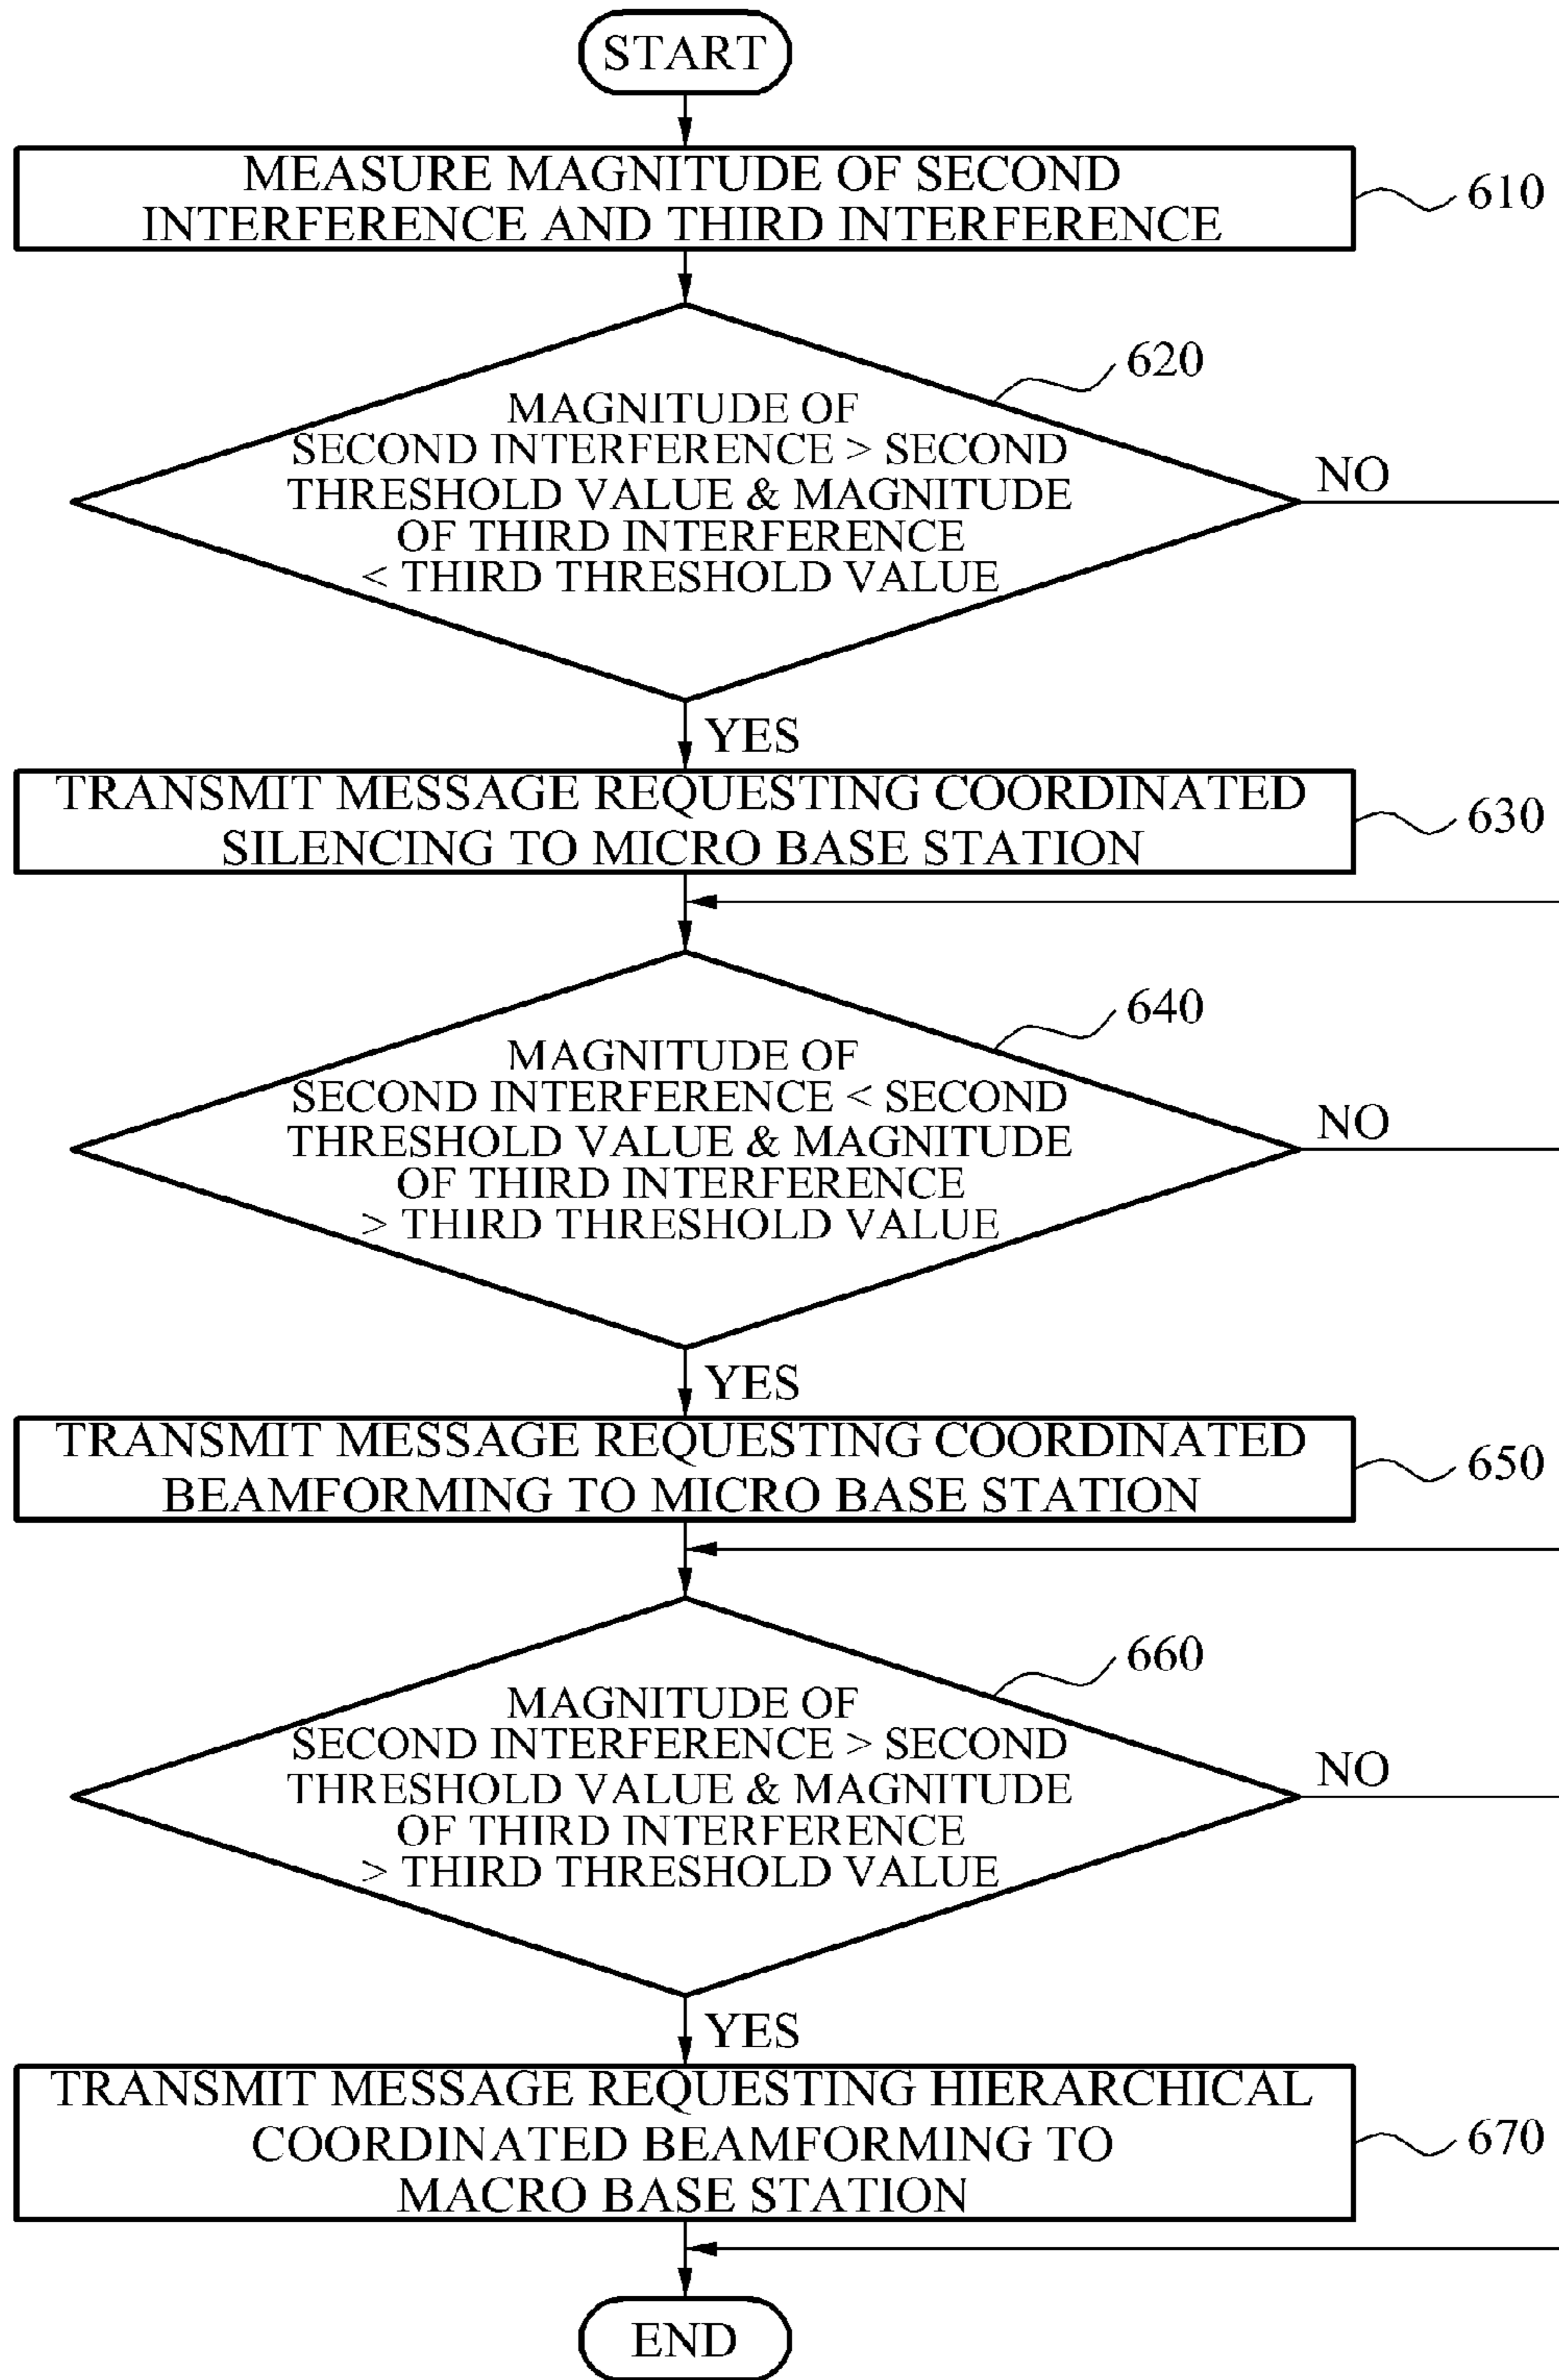 START
MEASURE MAGNITUDE OF SECOND
INTERFERENCE AND THIRD INTERFERENCE
610
620
MAGNITUDE OF
SECOND INTERFERENCE > SECOND
THRESHOLD VALUE & MAGNITUDE
OF THIRD INTERFERENCE
< THIRD THRESHOLD VALUE
NO
YES
TRANSMIT MESSAGE REQUESTING COORDINATED
SILENCING TO MICRO BASE STATION
630
640
MAGNITUDE OF
SECOND INTERFERENCE < SECOND
THRESHOLD VALUE & MAGNITUDE
OF THIRD INTERFERENCE
> THIRD THRESHOLD VALUE
NO
YES
TRANSMIT MESSAGE REQUESTING COORDINATED
BEAMFORMING TO MICRO BASE STATION
650
660
MAGNITUDE OF
SECOND INTERFERENCE > SECOND
THRESHOLD VALUE & MAGNITUDE
OF THIRD INTERFERENCE
> THIRD THRESHOLD VALUE
NO
YES
TRANSMIT MESSAGE REQUESTING HIERARCHICAL
COORDINATED BEAMFORMING TO
MACRO BASE STATION
670
END